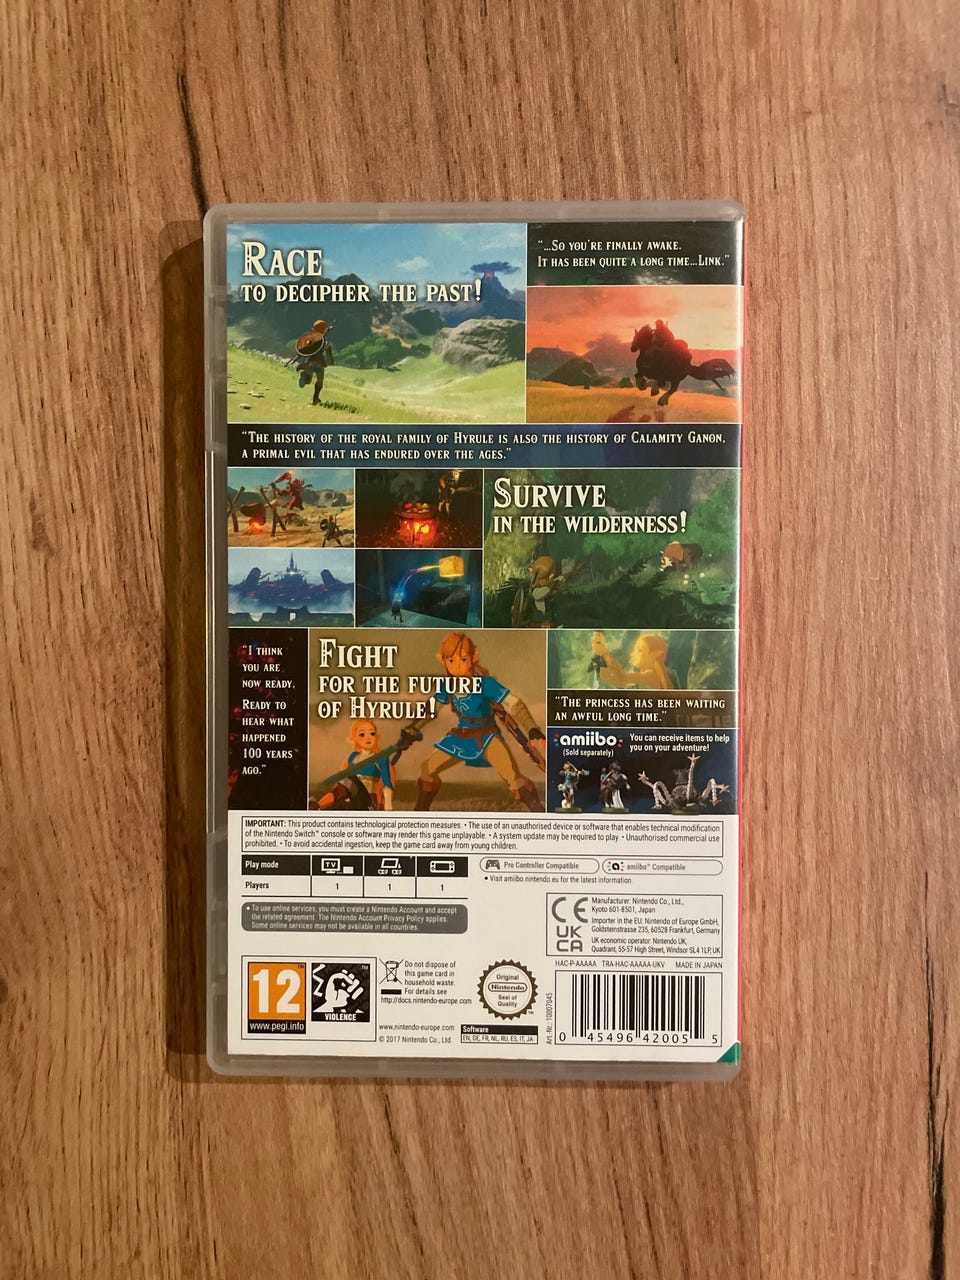 RACE
TO DECIPHER THE PAST!
“...SO YOU'RE FINALLY AWAKE.
IT HAS BEEN QUITE A LONG TIME...LINK.”
“THE HISTORY OF THE ROYAL FAMILY OF HYRULE IS ALSO THE HISTORY OF CALAMITY GANON,
A PRIMAL EVIL THAT HAS ENDURED OVER THE AGES.”
SURVIVE
IN THE WILDERNESS!
“I THINK
YOU ARE
NOW READY.
READY TO
HEAR WHAT
HAPPENED
100 YEARS
AGO.”
FIGHT
FOR THE FUTURE
OF HYRULE!
“THE PRINCESS HAS BEEN WAITING
AN AWFUL LONG TIME.”
amiibo™
(Sold separately)
You can receive items to help
you on your adventure!
IMPORTANT: This product contains technological protection measures. • The use of an unauthorised device or software that enables technical modification
of the Nintendo Switch™ console or software may render this game unplayable. • A system update may be required to play. • Unauthorised commercial use
prohibited. • To avoid accidental ingestion, keep the game card away from young children.
Play mode
TV
Players
1
1
1
Pro Controller Compatible
amiibo™ Compatible
• Visit amiibo.nintendo.eu for the latest information.
• To use online services, you must create a Nintendo Account and accept
the related agreement. The Nintendo Account Privacy Policy applies.
Some online services may not be available in all countries.
CE
UK
CA
Manufacturer: Nintendo Co., Ltd.,
Kyoto 601-8501, Japan
Importer in the EU: Nintendo of Europe GmbH,
Goldsteinstrasse 235, 60528 Frankfurt, Germany
UK economic operator: Nintendo UK,
Quadrant, 55-57 High Street, Windsor SL4 1LP, UK
HAC-P-AAAAA TRA-HAC-AAAAA-UKV MADE IN JAPAN
12
www.pegi.info
VIOLENCE
Do not dispose of
this game card in
household waste.
For details see
http://docs.nintendo-europe.com
www.nintendo-europe.com
© 2017 Nintendo Co., Ltd.
Original
Nintendo
Seal of
Quality
Software
EN, DE, FR, NL, RU, ES, IT, JA
Art.-Nr.: 10007045
0 45496 42005 5